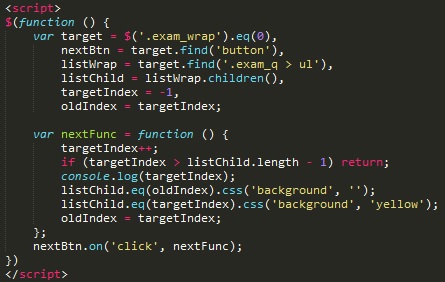 <script>
$(function () {
    var target = $('.exam_wrap').eq(0),
        nextBtn = target.find('button'),
        listWrap = target.find('.exam_q > ul'),
        listChild = listWrap.children(),
        targetIndex = -1,
        oldIndex = targetIndex;

    var nextFunc = function () {
        targetIndex++;
        if (targetIndex > listChild.length - 1) return;
        console.log(targetIndex);
        listChild.eq(oldIndex).css('background', '');
        listChild.eq(targetIndex).css('background', 'yellow');
        oldIndex = targetIndex;
    };
    nextBtn.on('click', nextFunc);
})
</script>